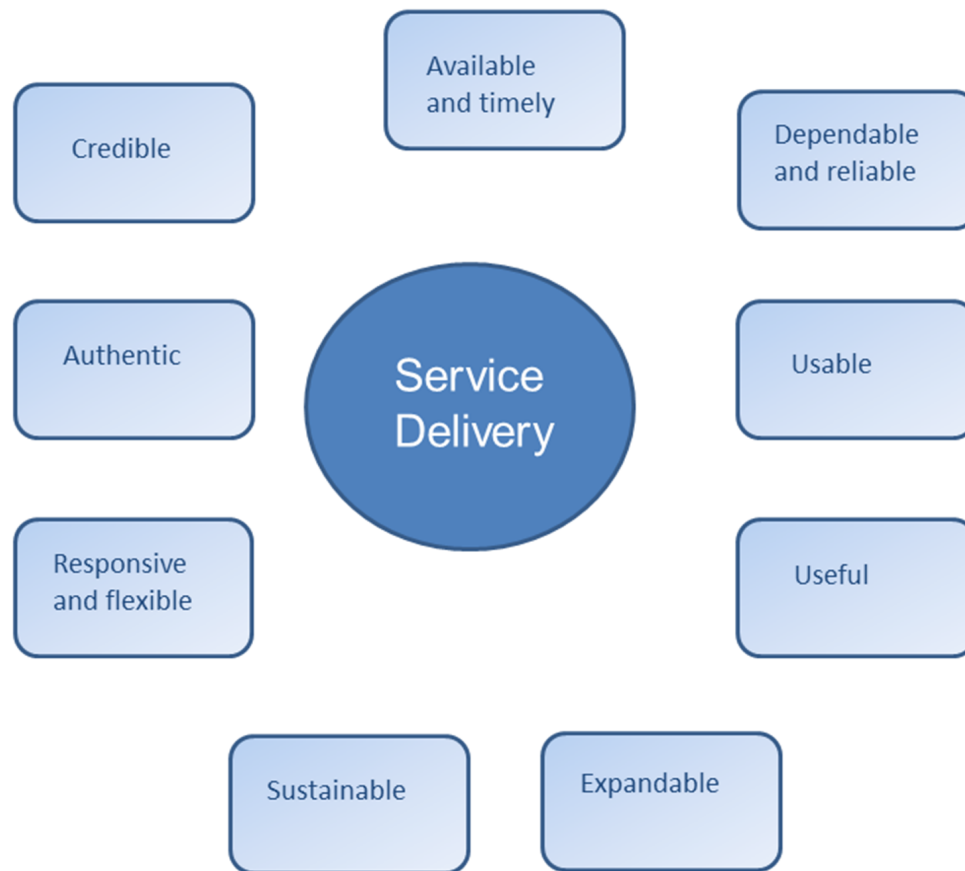 Available
and timely
Credible
Dependable
and reliable
Authentic
Service
Delivery
Usable
Responsive
and flexible
Useful
Sustainable
Expandable